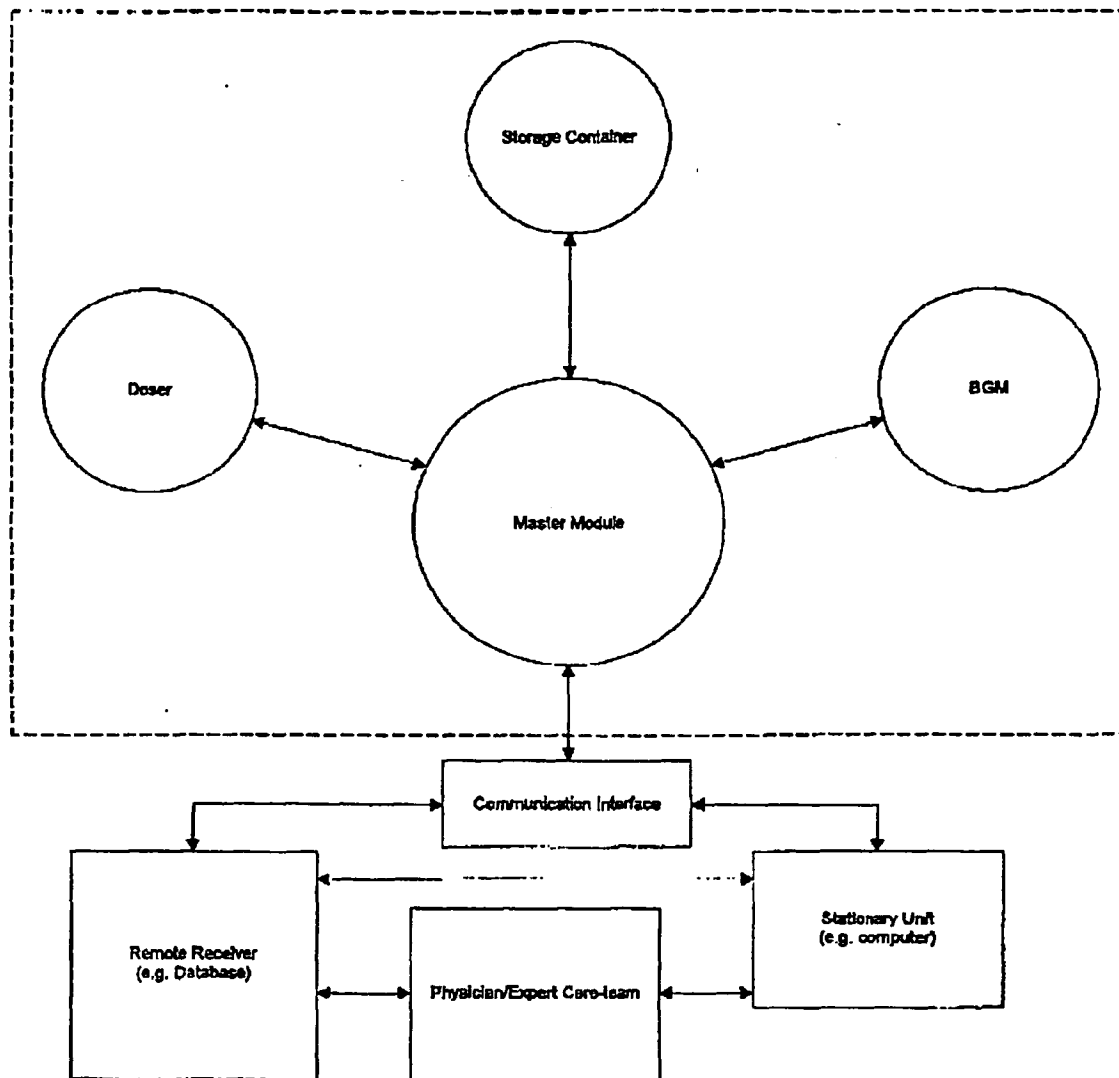 Storage Container
Doser
BGM
Master Module
Communication Interface
Remote Receiver
(e.g. Database)
Physician/Expert Care-team
Stationary Unit
(e.g. computer)